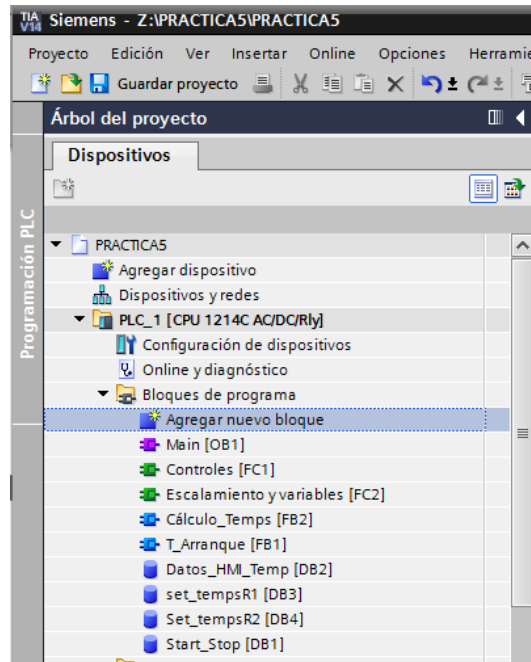 TIA V14 Siemens - Z:\PRACTICA5\PRACTICA5
Proyecto Edición Ver Insertar Online Opciones
Guardar proyecto
Árbol del proyecto
Dispositivos
Programación PLC
PRACTICA5
Agregar dispositivo
Dispositivos y redes
PLC_1 [CPU 1214C AC/DC/Rly]
Configuración de dispositivos
Online y diagnóstico
Bloques de programa
Agregar nuevo bloque
Main [OB1]
Controles [FC1]
Escalamiento y variables [FC2]
Cálculo_Temps [FB2]
T_Arranque [FB1]
Datos_HMI_Temp [DB2]
set_tempsR1 [DB3]
Set_tempsR2 [DB4]
Start_Stop [DB1]